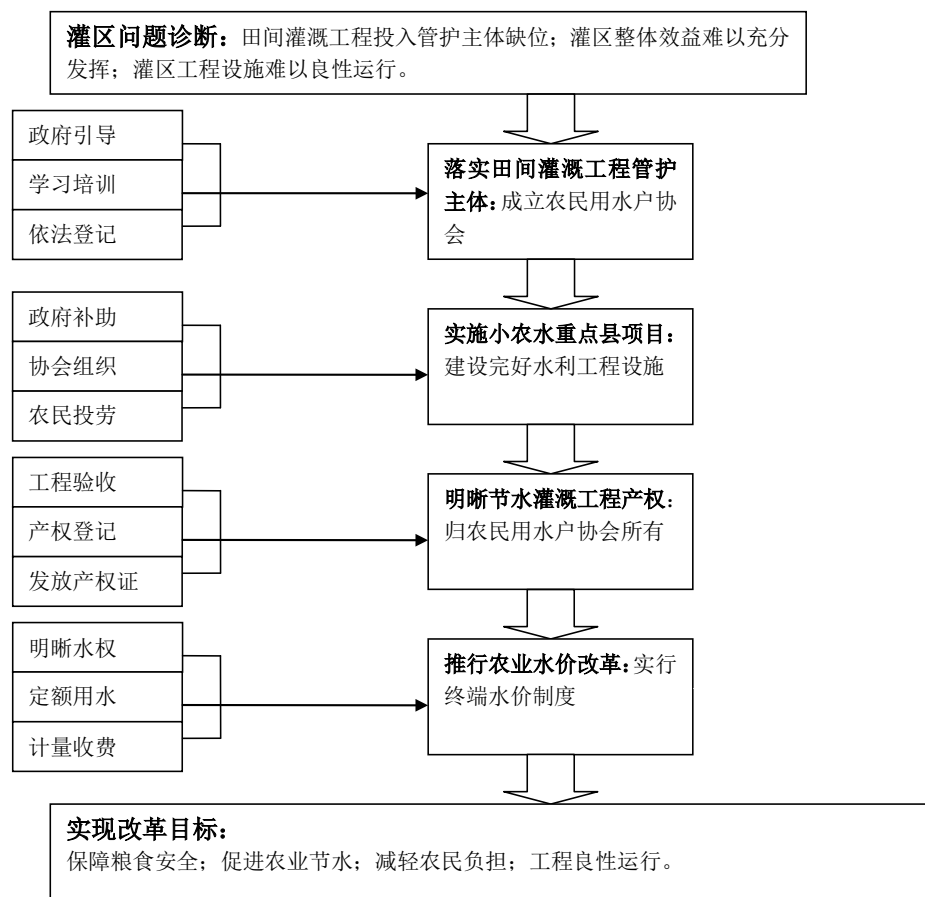 灌区问题诊断：田间灌溉工程投入管护主体缺位；灌区整体效益难以充分
发挥；灌区工程设施难以良性运行。
政府引导
学习培训
依法登记
落实田间灌溉工程管护
主体：成立农民用水户协
会
政府补助
协会组织
农民投劳
实施小农水重点县项目：
建设完好水利工程设施
工程验收
产权登记
发放产权证
明晰节水灌溉工程产权：
归农民用水户协会所有
明晰水权
定额用水
计量收费
推行农业水价改革：实行
终端水价制度
实现改革目标：
保障粮食安全；促进农业节水；减轻农民负担；工程良性运行。